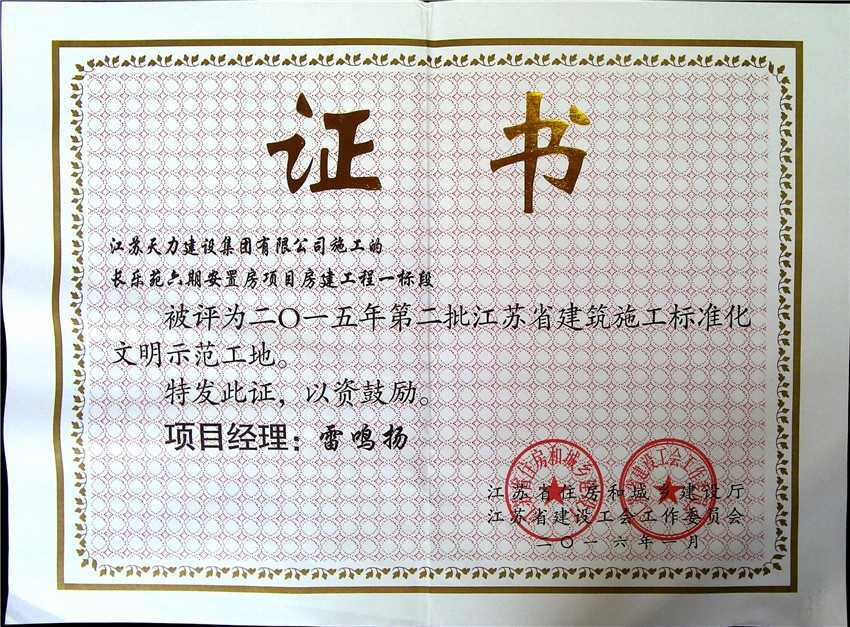 证书
江苏天力建设集团有限公司施工的
长乐苑六期安置房项目房建工程一标段
被评为二〇一五年第二批江苏省建筑施工标准化
文明示范工地。
特发此证，以资鼓励。
项目经理：雷鸣扬
江苏省住房和城乡建设厅
江苏省建设工会工作委员会
二〇一六年 月